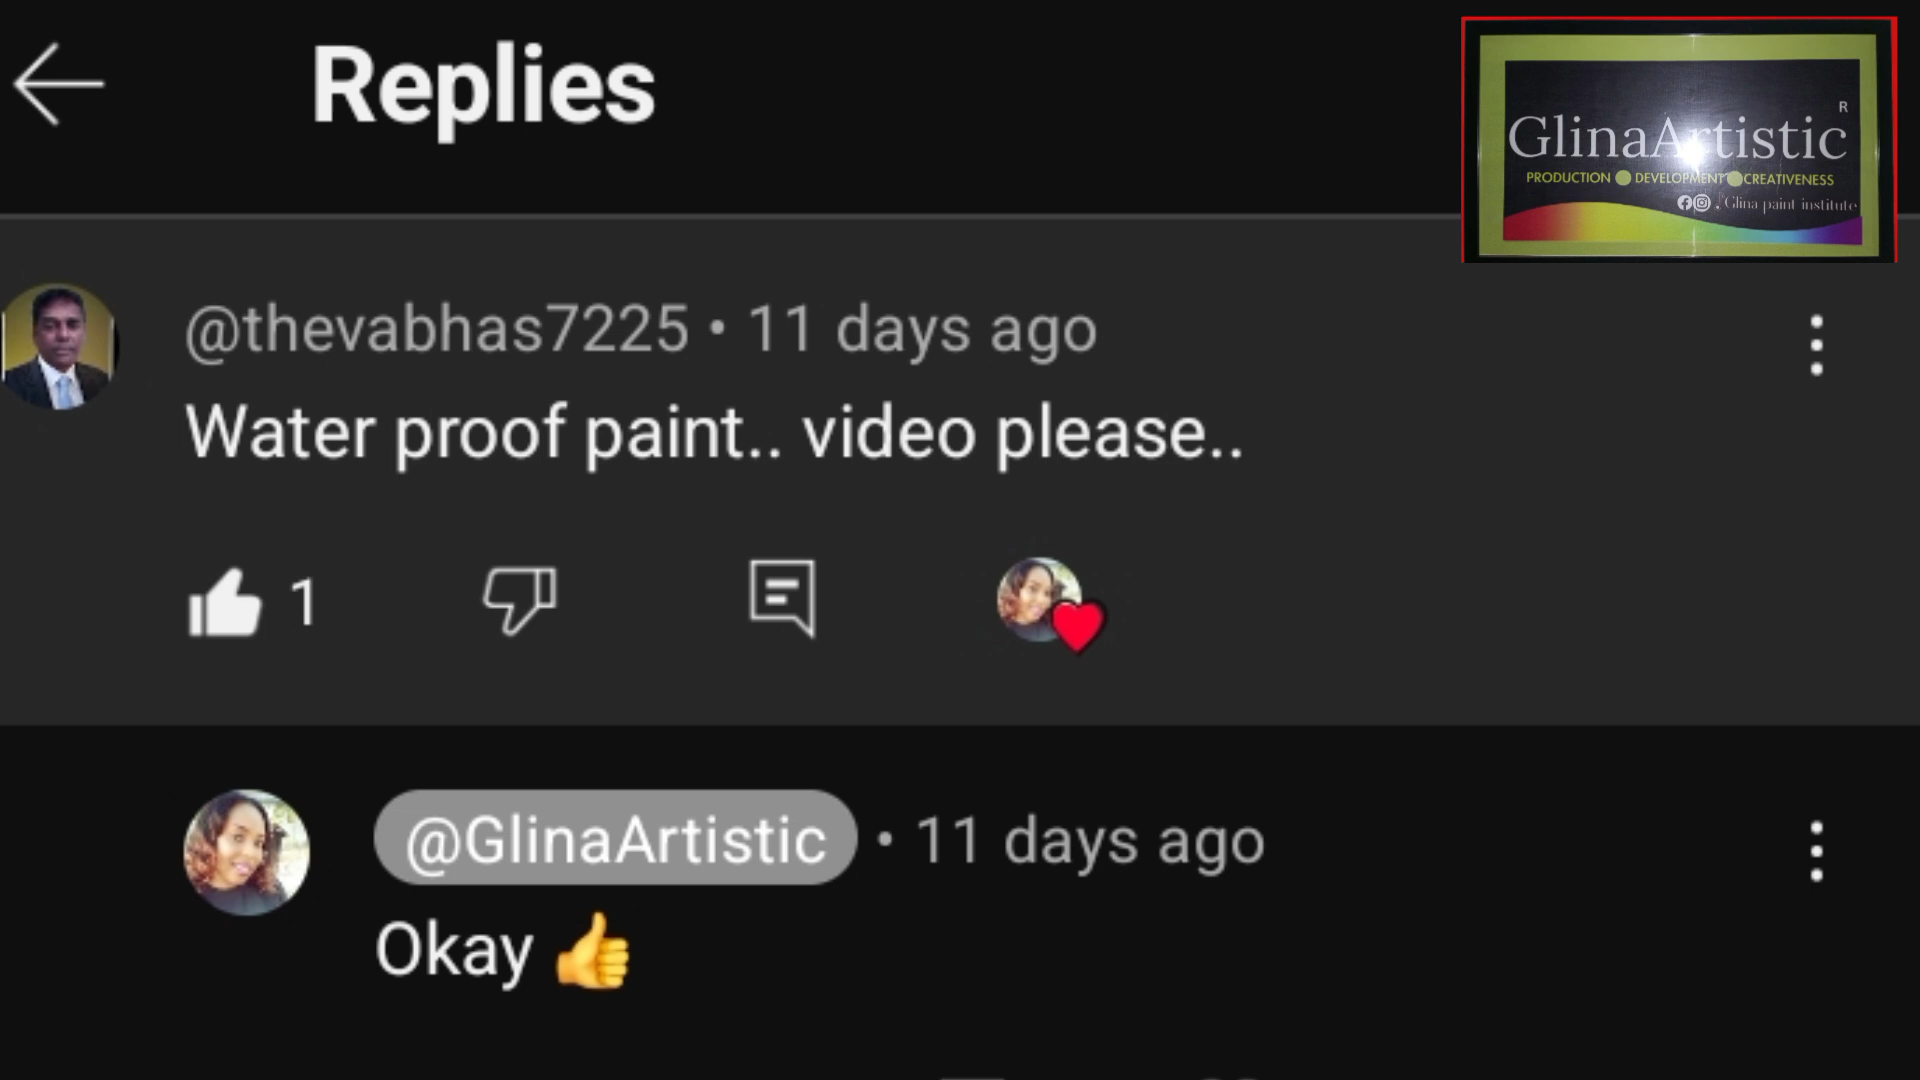 Replies
R
GlinaArtistic
PRODUCTION DEVELOPMENT CREATIVENESS
Glina paint institute
@thevabhas7225 • 11 days ago
Water proof paint.. video please..
1
@GlinaArtistic • 11 days ago
Okay 👍